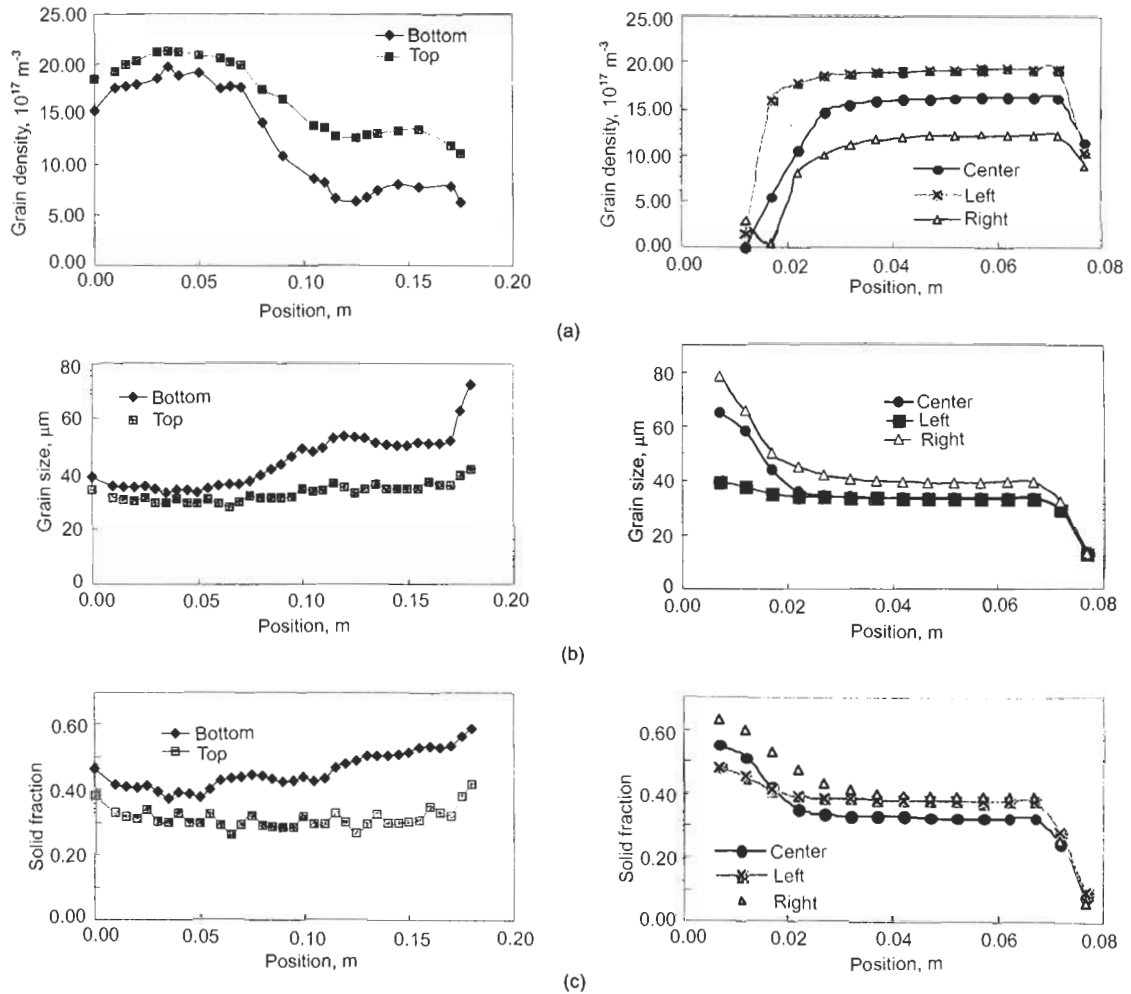 (a)
Grain density, 10^17 m^-3
25.00
20.00
15.00
10.00
5.00
0.00
Bottom
Top
0.00 0.05 0.10 0.15 0.20
Position, m
Grain density, 10^17 m^-3
25.00
20.00
15.00
10.00
5.00
0.00
Center
Left
Right
0.00 0.02 0.04 0.06 0.08
Position, m
(a)
Grain size, μm
80
60
40
20
0
Bottom
Top
0.00 0.05 0.10 0.15 0.20
Position, m
Grain size, μm
80
60
40
20
0
Center
Left
Right
0.00 0.02 0.04 0.06 0.08
Position, m
(b)
Solid fraction
0.60
0.40
0.20
0.00
Bottom
Top
0.00 0.05 0.10 0.15 0.20
Position, m
Solid fraction
0.60
0.40
0.20
0.00
Center
Left
Right
0.00 0.02 0.04 0.06 0.08
Position, m
(c)